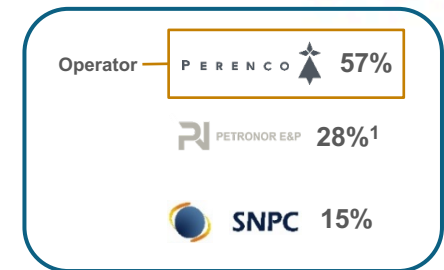 Operator PERENCO 57%
PETRONOR E&P 28%¹
SNPC 15%